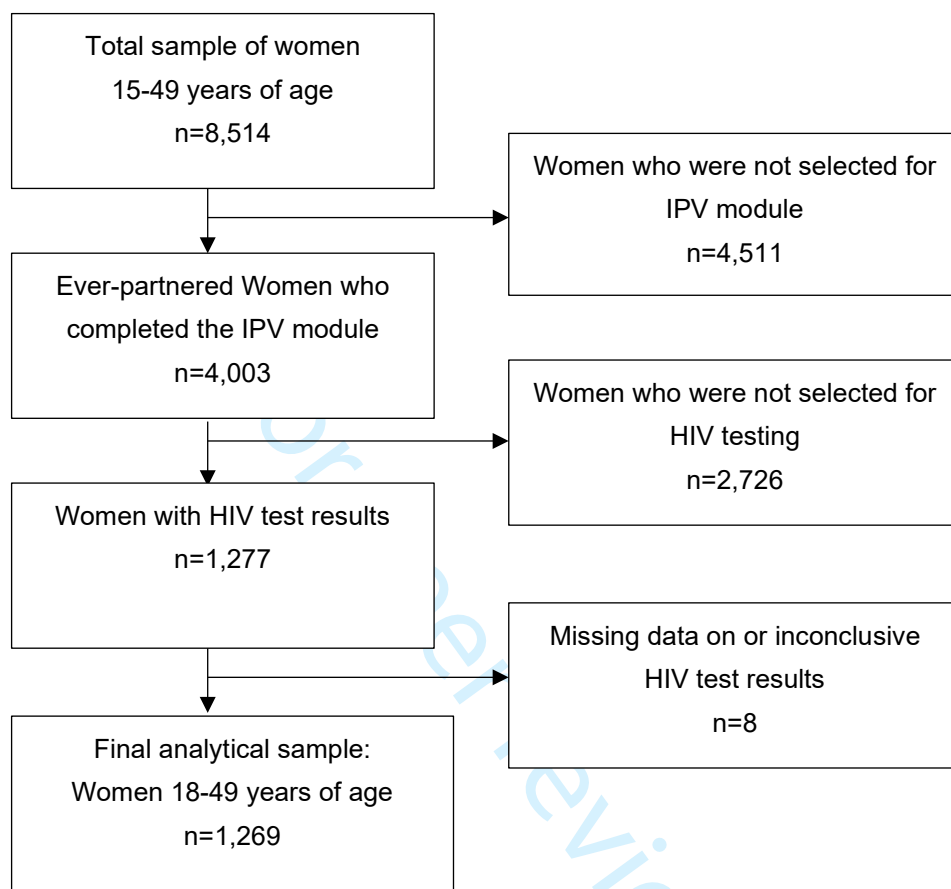 Total sample of women
15-49 years of age
n=8,514
Women who were not selected for
IPV module
n=4,511
Ever-partnered Women who
completed the IPV module
n=4,003
Women who were not selected for
HIV testing
n=2,726
Women with HIV test results
n=1,277
Missing data on or inconclusive
HIV test results
n=8
Final analytical sample:
Women 18-49 years of age
n=1,269